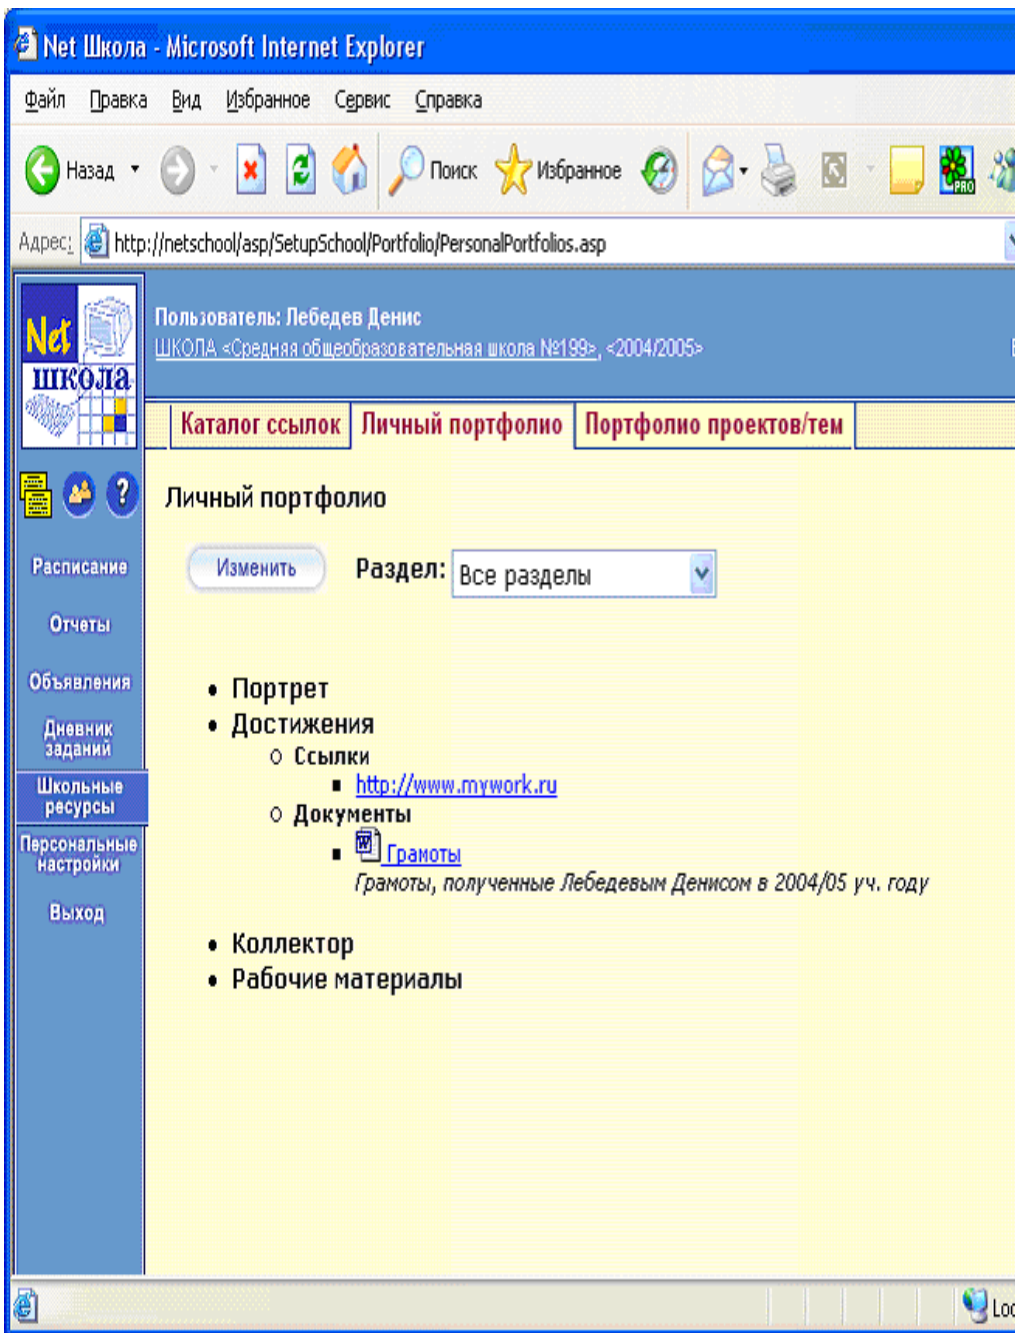 Net Школа - Microsoft Internet Explorer
Файл Правка Вид Избранное Сервис Справка
Назад Поиск Избранное PRO
Адрес: http://netschool/asp/SetupSchool/Portfolio/PersonalPortfolios.asp
Net
школа
Пользователь: Лебедев Денис
ШКОЛА «Средняя общеобразовательная школа №199», <2004/2005>
Каталог ссылок Личный портфолио Портфолио проектов/тем
Личный портфолио
Изменить Раздел: Все разделы
Расписание
Отчеты
Объявления
Дневник
заданий
Школьные
ресурсы
Персональные
настройки
Выход
• Портрет
• Достижения
Ссылки
http://www.mywork.ru
Документы
Грамоты
Грамоты, полученные Лебедевым Денисом в 2004/05 уч. году
• Коллектор
• Рабочие материалы